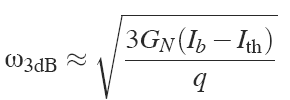 ω3dB ≈ √(3G_N(I_b − I_th) / q)